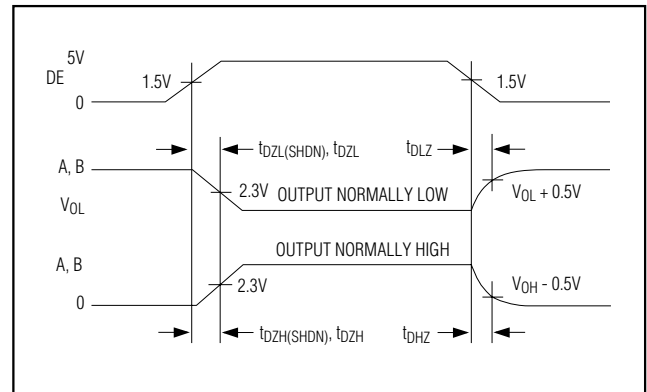 5V
DE
1.5V
1.5V
0
tDZL(SHDN), tDZL
tDLZ
A, B
2.3V
OUTPUT NORMALLY LOW
VOL + 0.5V
VOL
OUTPUT NORMALLY HIGH
A, B
2.3V
VOH - 0.5V
0
tDZH(SHDN), tDZH
tDHZ